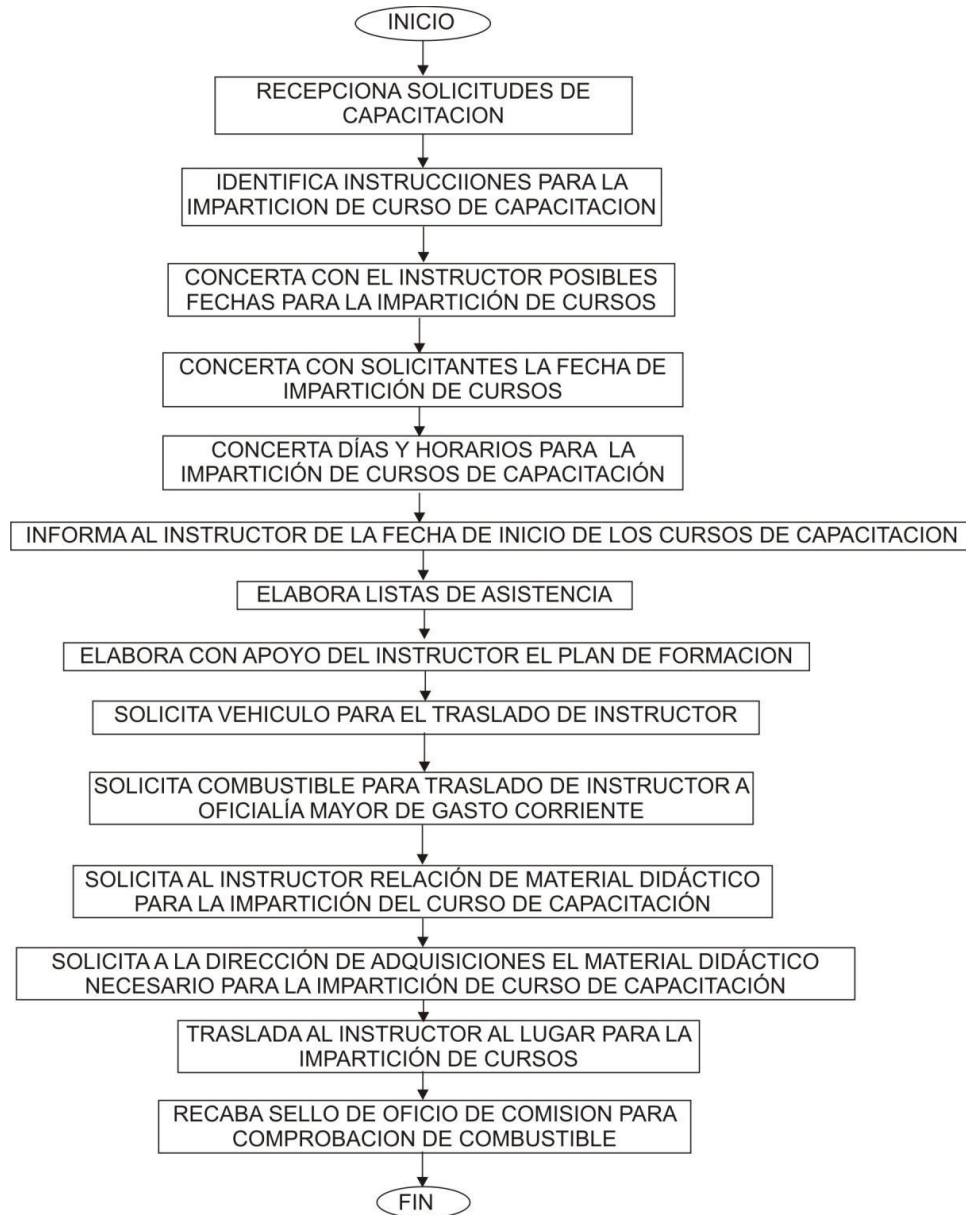 INICIO
RECEPCIONA SOLICITUDES DE
CAPACITACION
IDENTIFICA INSTRUCCIIONES PARA LA
IMPARTICION DE CURSO DE CAPACITACION
CONCERTA CON EL INSTRUCTOR POSIBLES
FECHAS PARA LA IMPARTICIÓN DE CURSOS
CONCERTA CON SOLICITANTES LA FECHA DE
IMPARTICIÓN DE CURSOS
CONCERTA DÍAS Y HORARIOS PARA LA
IMPARTICIÓN DE CURSOS DE CAPACITACIÓN
INFORMA AL INSTRUCTOR DE LA FECHA DE INICIO DE LOS CURSOS DE CAPACITACION
ELABORA LISTAS DE ASISTENCIA
ELABORA CON APOYO DEL INSTRUCTOR EL PLAN DE FORMACION
SOLICITA VEHICULO PARA EL TRASLADO DE INSTRUCTOR
SOLICITA COMBUSTIBLE PARA TRASLADO DE INSTRUCTOR A
OFICIALÍA MAYOR DE GASTO CORRIENTE
SOLICITA AL INSTRUCTOR RELACIÓN DE MATERIAL DIDÁCTICO
PARA LA IMPARTICIÓN DEL CURSO DE CAPACITACIÓN
SOLICITA A LA DIRECCIÓN DE ADQUISICIONES EL MATERIAL DIDÁCTICO
NECESARIO PARA LA IMPARTICIÓN DE CURSO DE CAPACITACIÓN
TRASLADA AL INSTRUCTOR AL LUGAR PARA LA
IMPARTICIÓN DE CURSOS
RECABA SELLO DE OFICIO DE COMISION PARA
COMPROBACION DE COMBUSTIBLE
FIN